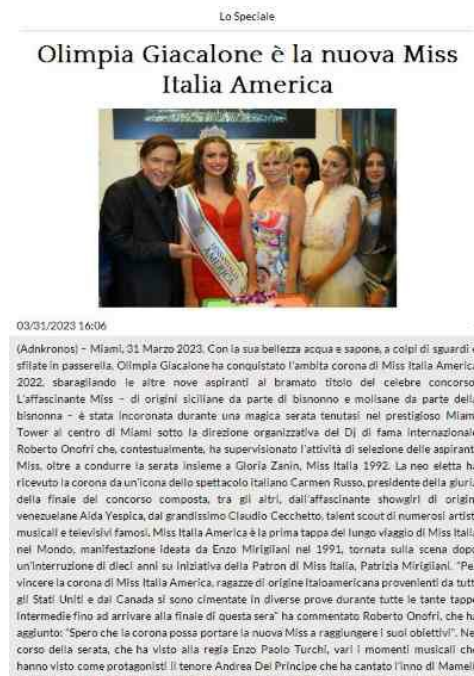 Lo Speciale
Olimpia Giacalone è la nuova Miss
Italia America
03/31/2023 16:06
(Adnkronos) – Miami, 31 Marzo 2023. Con la sua bellezza acqua e sapone, a colpi di sguardi e
sfilate in passerella, Olimpia Giacalone ha conquistato l'ambita corona di Miss Italia America
2022, sbaragliando le altre nove aspiranti al bramato titolo del celebre concorso.
L'affascinante Miss – di origini siciliane da parte di bisnonno e molisane da parte della
bisnonna – è stata incoronata durante una magica serata tenutasi nel prestigioso Miami
Tower al centro di Miami sotto la direzione organizzativa del Dj di fama internazionale
Roberto Onofri che, contestualmente, ha supervisionato l'attività di selezione delle aspiranti
Miss, oltre a condurre la serata insieme a Gloria Zanin, Miss Italia 1992. La neo eletta ha
ricevuto la corona da un'icona dello spettacolo italiano Carmen Russo, presidente della giuria
della finale del concorso composta, tra gli altri, dall'affascinante showgirl di origini
venezuelane Aida Yespica, dal grandissimo Claudio Cecchetto, talent scout di numerosi artisti
musicali e televisivi famosi. Miss Italia America è la prima tappa del lungo viaggio di Miss Italia
nel Mondo, manifestazione ideata da Enzo Mirigliani nel 1991, tornata sulla scena dopo
un'interruzione di dieci anni su iniziativa della Patron di Miss Italia, Patrizia Mirigliani. "Per
vincere la corona di Miss Italia America, ragazze di origine italoamericana provenienti da tutti
gli Stati Uniti e dal Canada si sono cimentate in diverse prove durante tutte le tante tappe
intermedie fino ad arrivare alla finale di questa sera" ha commentato Roberto Onofri, che ha
aggiunto: "Spero che la corona possa portare la nuova Miss a raggiungere i suoi obiettivi". Nel
corso della serata, che ha visto alla regia Enzo Paolo Turchi, vari i momenti musicali che
hanno visto come protagonisti il tenore Andrea Del Principe che ha cantato l'inno di Mameli